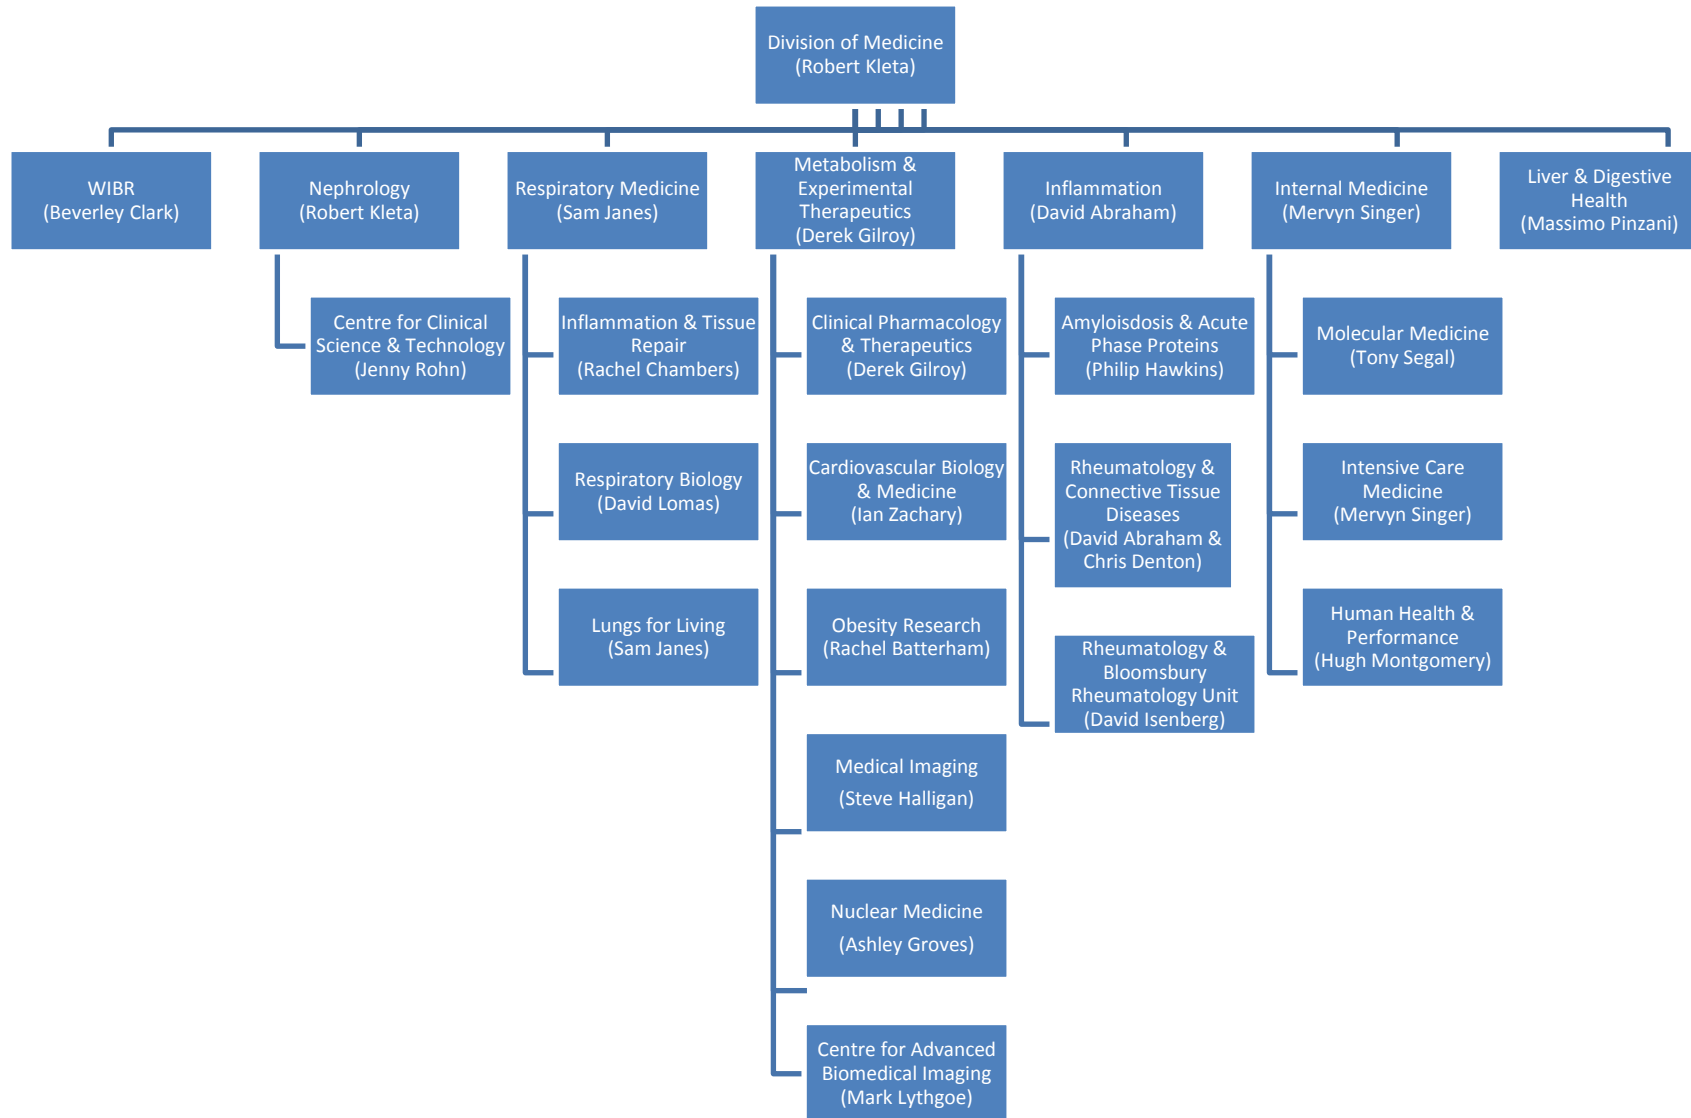 Division of Medicine
(Robert Kleta)
WIBR
(Beverley Clark)
Nephrology
(Robert Kleta)
Respiratory Medicine
(Sam Janes)
Metabolism &
Experimental
Therapeutics
(Derek Gilroy)
Inflammation
(David Abraham)
Internal Medicine
(Mervyn Singer)
Liver & Digestive
Health
(Massimo Pinzani)
Centre for Clinical
Science & Technology
(Jenny Rohn)
Inflammation & Tissue
Repair
(Rachel Chambers)
Respiratory Biology
(David Lomas)
Lungs for Living
(Sam Janes)
Clinical Pharmacology
& Therapeutics
(Derek Gilroy)
Cardiovascular Biology
& Medicine
(Ian Zachary)
Obesity Research
(Rachel Batterham)
Medical Imaging
(Steve Halligan)
Nuclear Medicine
(Ashley Groves)
Centre for Advanced
Biomedical Imaging
(Mark Lythgoe)
Amyloisdosis & Acute
Phase Proteins
(Philip Hawkins)
Rheumatology &
Connective Tissue
Diseases
(David Abraham &
Chris Denton)
Rheumatology &
Bloomsbury
Rheumatology Unit
(David Isenberg)
Molecular Medicine
(Tony Segal)
Intensive Care
Medicine
(Mervyn Singer)
Human Health &
Performance
(Hugh Montgomery)